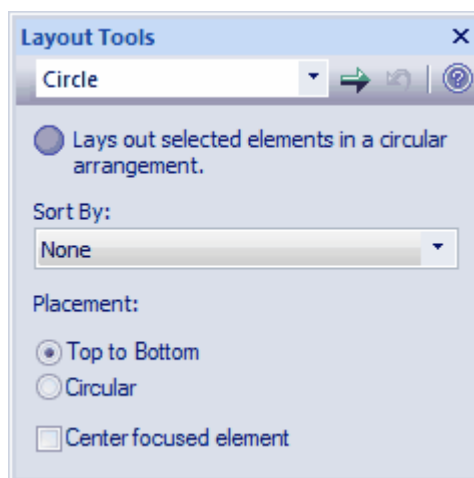 Layout Tools
Circle
Lays out selected elements in a circular
arrangement.
Sort By:
None
Placement:
Top to Bottom
Circular
Center focused element